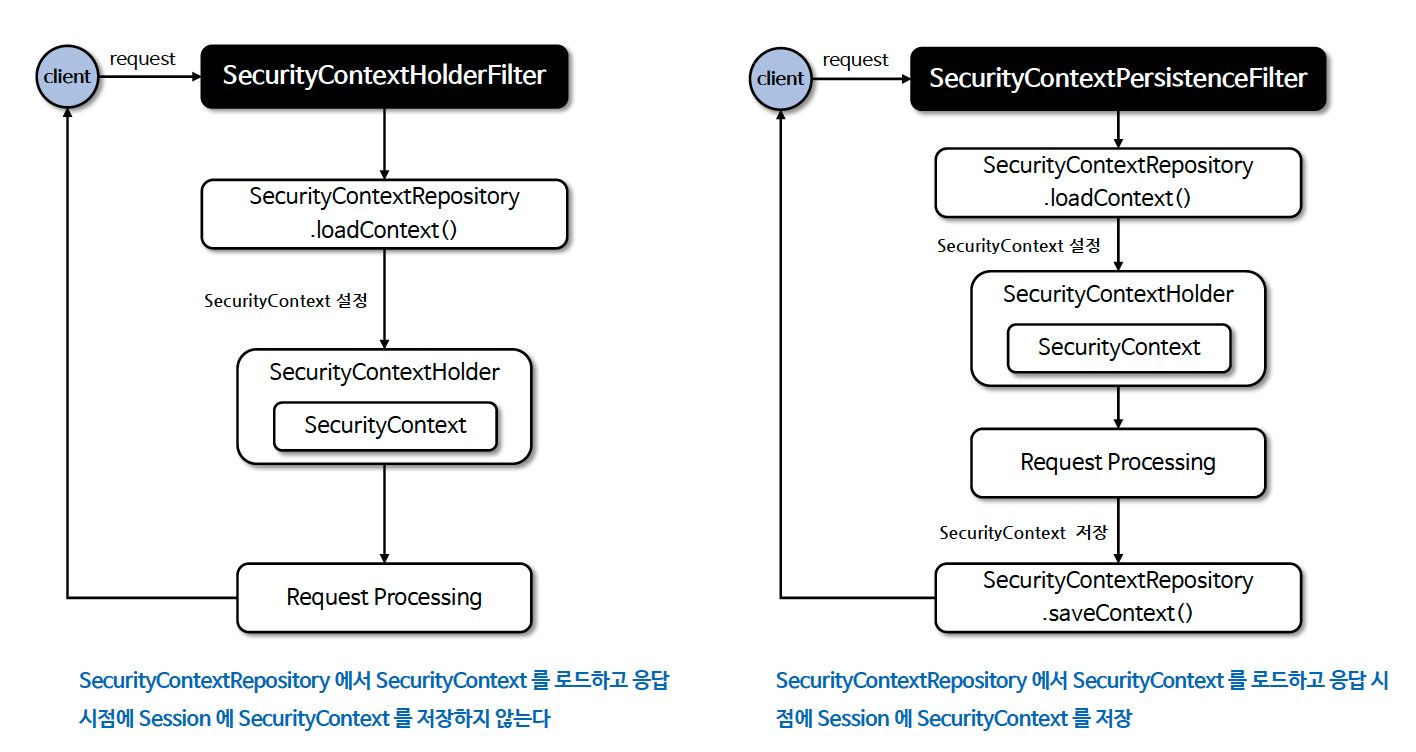 client
request
SecurityContextHolderFilter
SecurityContextRepository
.loadContext()
SecurityContext 설정
SecurityContextHolder
SecurityContext
Request Processing
SecurityContextRepository 에서 SecurityContext 를 로드하고 응답
시점에 Session 에 SecurityContext 를 저장하지 않는다
client
request
SecurityContextPersistenceFilter
SecurityContextRepository
.loadContext()
SecurityContext 설정
SecurityContextHolder
SecurityContext
Request Processing
SecurityContext 저장
SecurityContextRepository
.saveContext()
SecurityContextRepository 에서 SecurityContext 를 로드하고 응답 시
점에 Session 에 SecurityContext 를 저장